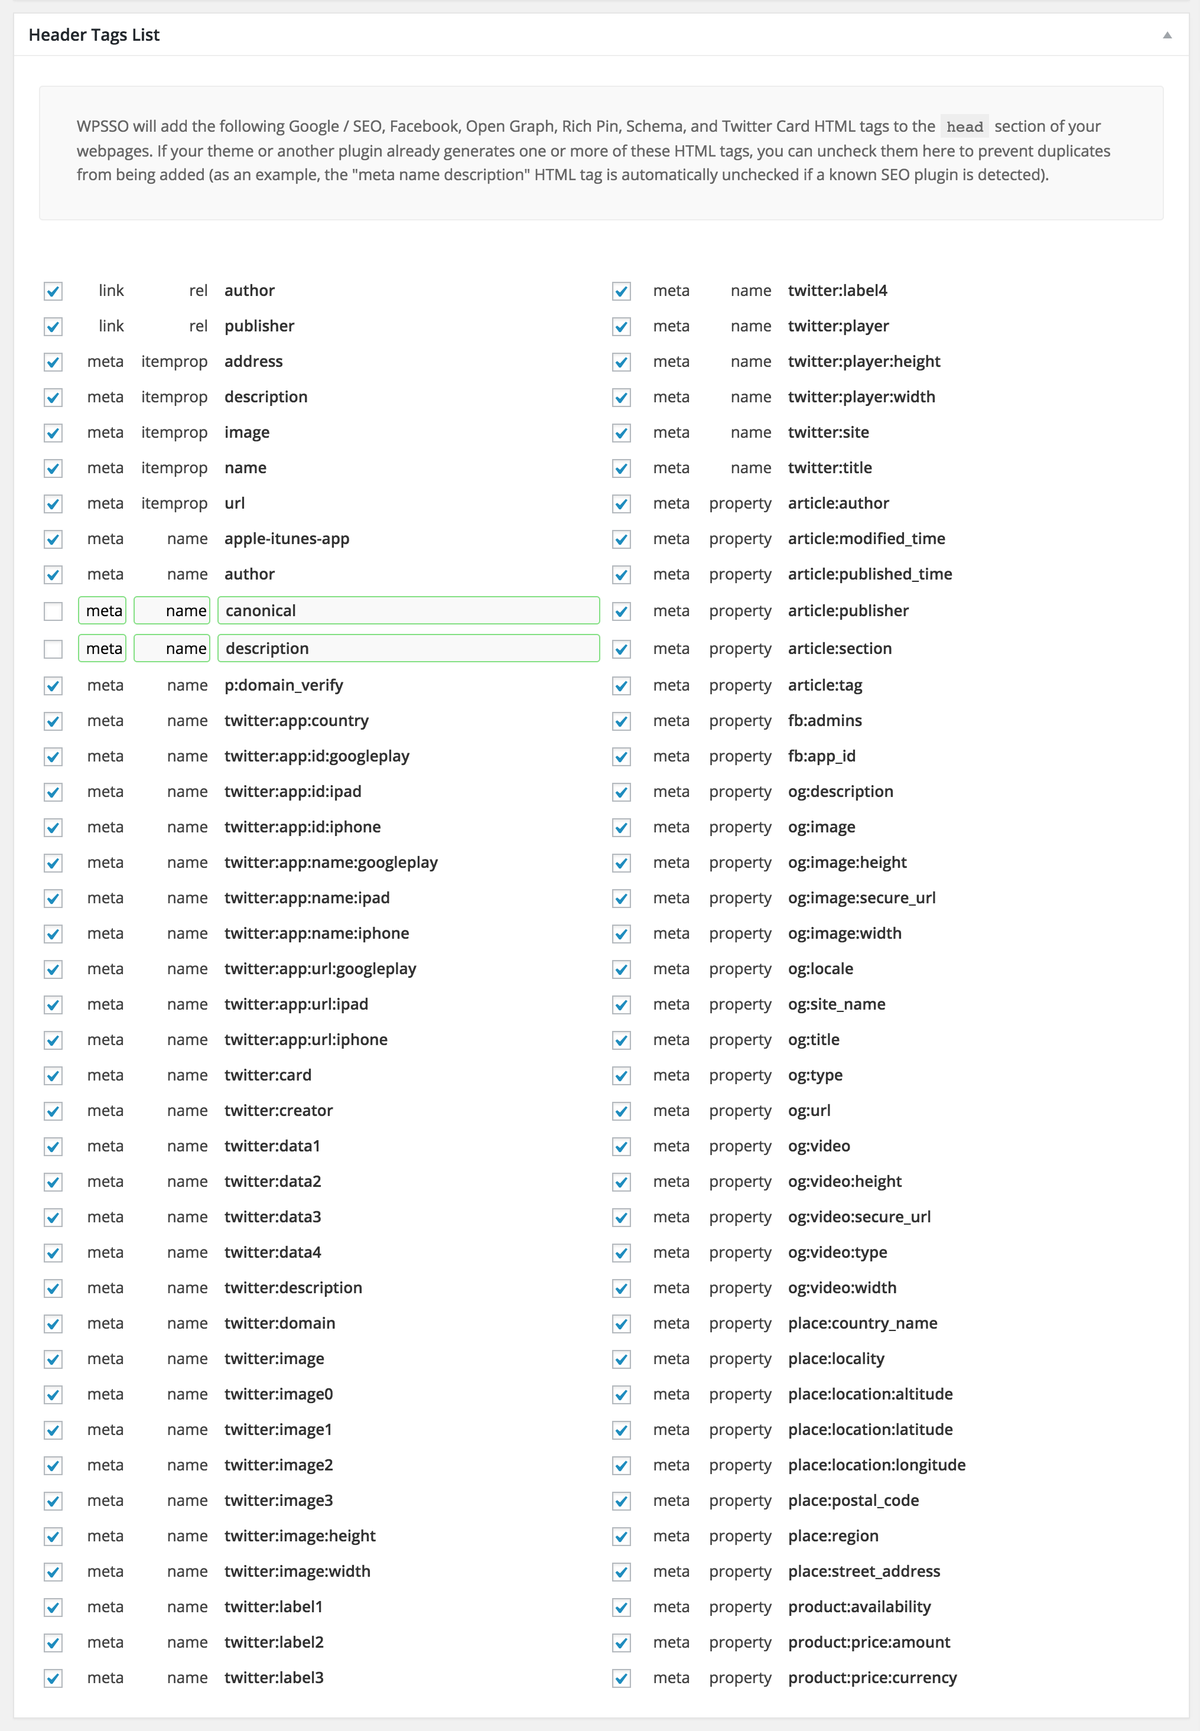 Header Tags List
WPSSO will add the following Google / SEO, Facebook, Open Graph, Rich Pin, Schema, and Twitter Card HTML tags to the head section of your
webpages. If your theme or another plugin already generates one or more of these HTML tags, you can uncheck them here to prevent duplicates
from being added (as an example, the "meta name description" HTML tag is automatically unchecked if a known SEO plugin is detected).
link rel author
link rel publisher
meta itemprop address
meta itemprop description
meta itemprop image
meta itemprop name
meta itemprop url
meta name apple-itunes-app
meta name author
meta name canonical
meta name description
meta name p:domain_verify
meta name twitter:app:country
meta name twitter:app:id:googleplay
meta name twitter:app:id:ipad
meta name twitter:app:id:iphone
meta name twitter:app:name:googleplay
meta name twitter:app:name:ipad
meta name twitter:app:name:iphone
meta name twitter:app:url:googleplay
meta name twitter:app:url:ipad
meta name twitter:app:url:iphone
meta name twitter:card
meta name twitter:creator
meta name twitter:data1
meta name twitter:data2
meta name twitter:data3
meta name twitter:data4
meta name twitter:description
meta name twitter:domain
meta name twitter:image
meta name twitter:image0
meta name twitter:image1
meta name twitter:image2
meta name twitter:image3
meta name twitter:image:height
meta name twitter:image:width
meta name twitter:label1
meta name twitter:label2
meta name twitter:label3
meta name twitter:label4
meta name twitter:player
meta name twitter:player:height
meta name twitter:player:width
meta name twitter:site
meta name twitter:title
meta property article:author
meta property article:modified_time
meta property article:published_time
meta property article:publisher
meta property article:section
meta property article:tag
meta property fb:admins
meta property fb:app_id
meta property og:description
meta property og:image
meta property og:image:height
meta property og:image:secure_url
meta property og:image:width
meta property og:locale
meta property og:site_name
meta property og:title
meta property og:type
meta property og:url
meta property og:video
meta property og:video:height
meta property og:video:secure_url
meta property og:video:type
meta property og:video:width
meta property place:country_name
meta property place:locality
meta property place:location:altitude
meta property place:location:latitude
meta property place:location:longitude
meta property place:postal_code
meta property place:region
meta property place:street_address
meta property product:availability
meta property product:price:amount
meta property product:price:currency